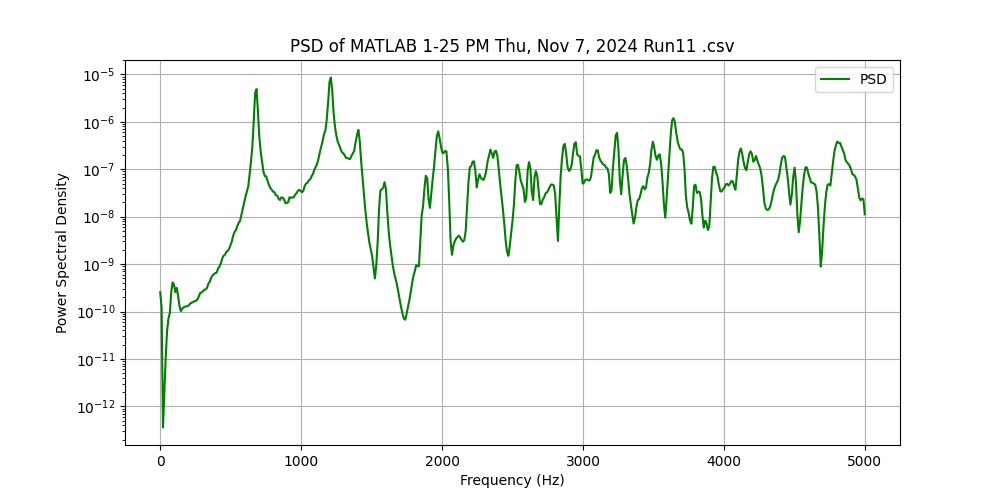 PSD of MATLAB 1-25 PM Thu, Nov 7, 2024 Run11 .csv
PSD
Power Spectral Density
10⁻⁵
10⁻⁶
10⁻⁷
10⁻⁸
10⁻⁹
10⁻¹⁰
10⁻¹¹
10⁻¹²
0 1000 2000 3000 4000 5000
Frequency (Hz)